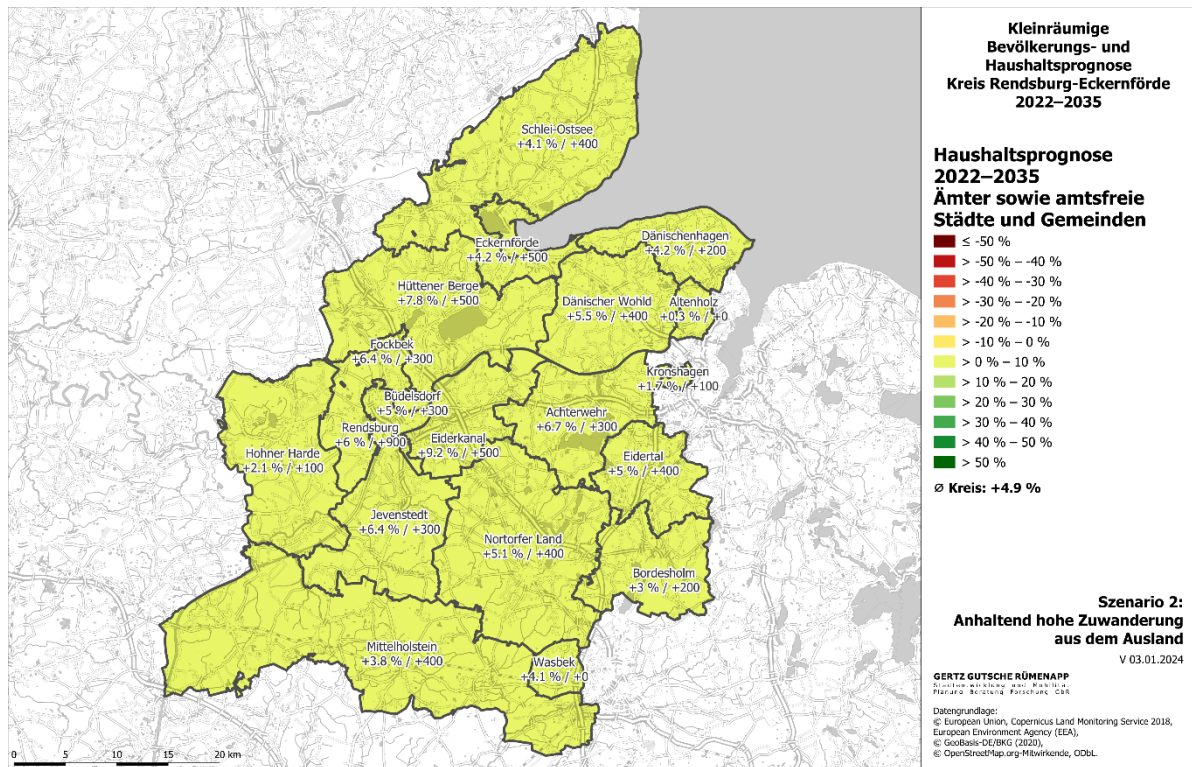 Kleinräumige
Bevölkerungs- und
Haushaltsprognose
Kreis Rendsburg-Eckernförde
2022–2035
Haushaltsprognose
2022–2035
Ämter sowie amtsfreie
Städte und Gemeinden
≤ -50 %
> -50 % – -40 %
> -40 % – -30 %
> -30 % – -20 %
> -20 % – -10 %
> -10 % – 0 %
> 0 % – 10 %
> 10 % – 20 %
> 20 % – 30 %
> 30 % – 40 %
> 40 % – 50 %
> 50 %
⌀ Kreis: +4.9 %
Schlei-Ostsee
+4.1 % / +400
Eckernförde
+4.2 % / +500
Dänischenhagen
+4.2 % / +200
Hüttener Berge
+7.8 % / +500
Dänischer Wohld
+5.5 % / +400
Altenholz
+0.3 % / +0
Fockbek
+6.4 % / +300
Kronshagen
+1.7 % / +100
Büdelsdorf
+5 % / +300
Achterwehr
+6.7 % / +300
Rendsburg
+6 % / +900
Eiderkanal
+9.2 % / +500
Hohner Harde
+2.1 % / +100
Eidertal
+5 % / +400
Jevenstedt
+6.4 % / +300
Nortorfer Land
+5.1 % / +400
Bordesholm
+3 % / +200
Mittelholstein
+3.8 % / +400
Wasbek
+4.1 % / +0
0 5 10 15 20 km
Szenario 2:
Anhaltend hohe Zuwanderung
aus dem Ausland
V 03.01.2024
GERTZ GUTSCHE RÜMENAPP
Stadtentwicklung und Mobilität
Planung Beratung Forschung GbR
Datengrundlage:
© European Union, Copernicus Land Monitoring Service 2018,
European Environment Agency (EEA),
© GeoBasis-DE/BKG (2020),
© OpenStreetMap.org-Mitwirkende, ODbL.